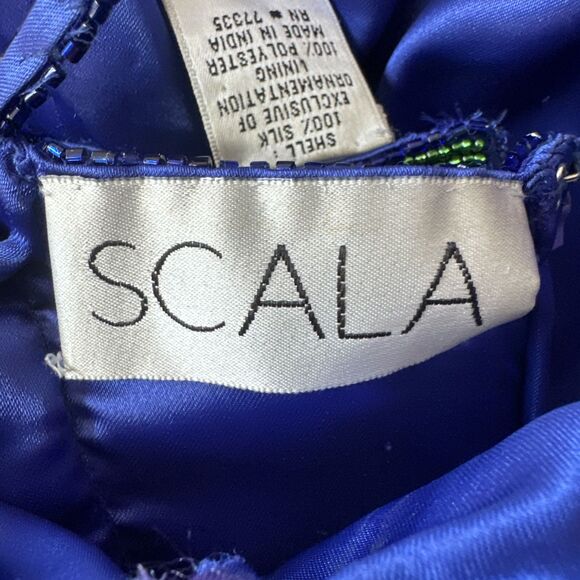 SHELL:
100% SILK
EXCLUSIVE OF
ORNAMENTATION
LINING
100% POLYESTER
MADE IN INDIA
RN # 77335
SCALA